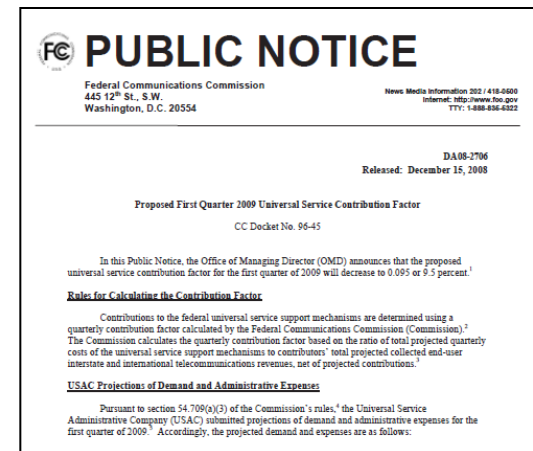 FC
PUBLIC NOTICE
Federal Communications Commission
445 12th St., S.W.
Washington, D.C. 20554
News Media Information 202 / 418-0500
Internet: http://www.fcc.gov
TTY: 1-888-835-5322
DA08-2706
Released: December 15, 2008
Proposed First Quarter 2009 Universal Service Contribution Factor
CC Docket No. 96-45
In this Public Notice, the Office of Managing Director (OMD) announces that the proposed
universal service contribution factor for the first quarter of 2009 will decrease to 0.095 or 9.5 percent.1
Rules for Calculating the Contribution Factor
Contributions to the federal universal service support mechanisms are determined using a
quarterly contribution factor calculated by the Federal Communications Commission (Commission).2
The Commission calculates the quarterly contribution factor based on the ratio of total projected quarterly
costs of the universal service support mechanisms to contributors' total projected collected end-user
interstate and international telecommunications revenues, net of projected contributions.3
USAC Projections of Demand and Administrative Expenses
Pursuant to section 54.709(a)(3) of the Commission's rules,4 the Universal Service
Administrative Company (USAC) submitted projections of demand and administrative expenses for the
first quarter of 2009.5 Accordingly, the projected demand and expenses are as follows: